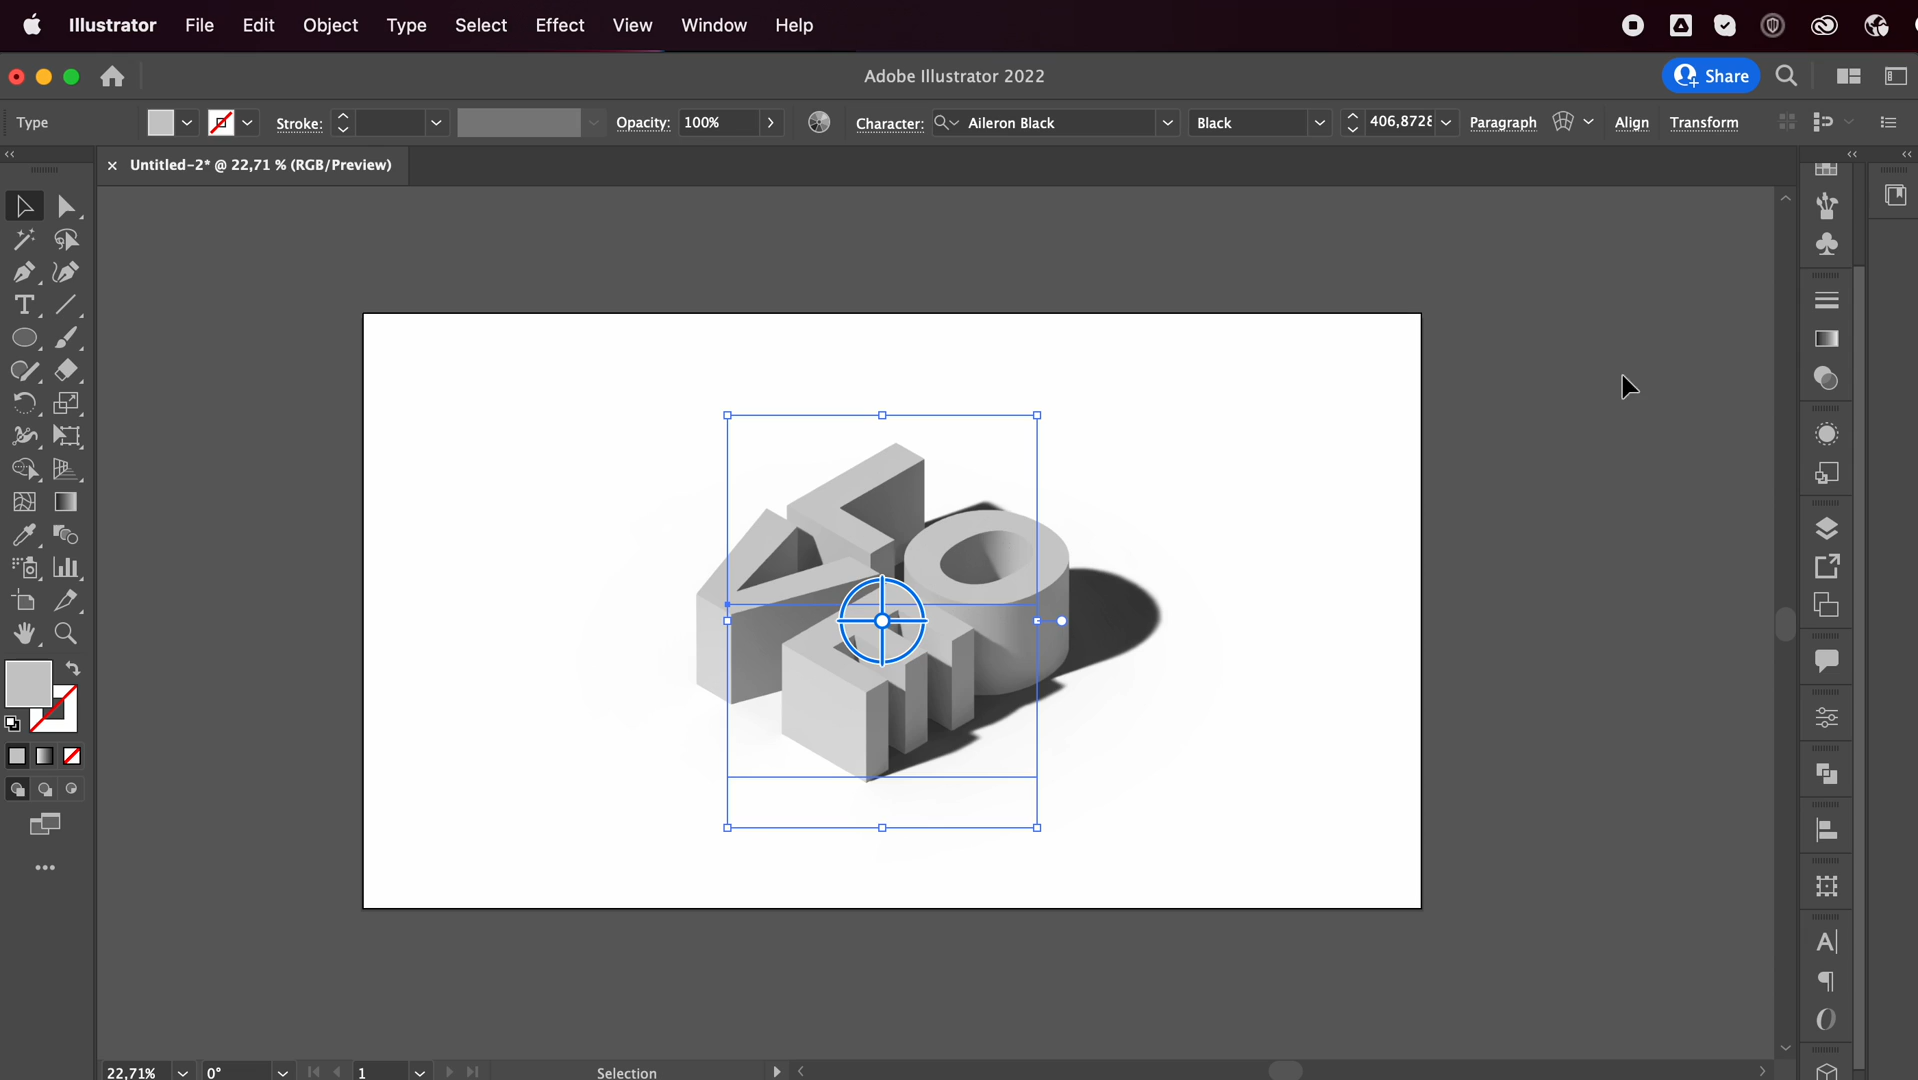 Illustrator File Edit Object Type Select Effect View Window Help
Adobe Illustrator 2022
Share
Type
Stroke:
Opacity: 100%
Character: Aileron Black
Black
406,8728
Paragraph
Align
Transform
Untitled-2* @ 22,71 % (RGB/Preview)
22,71%
0°
1
Selection